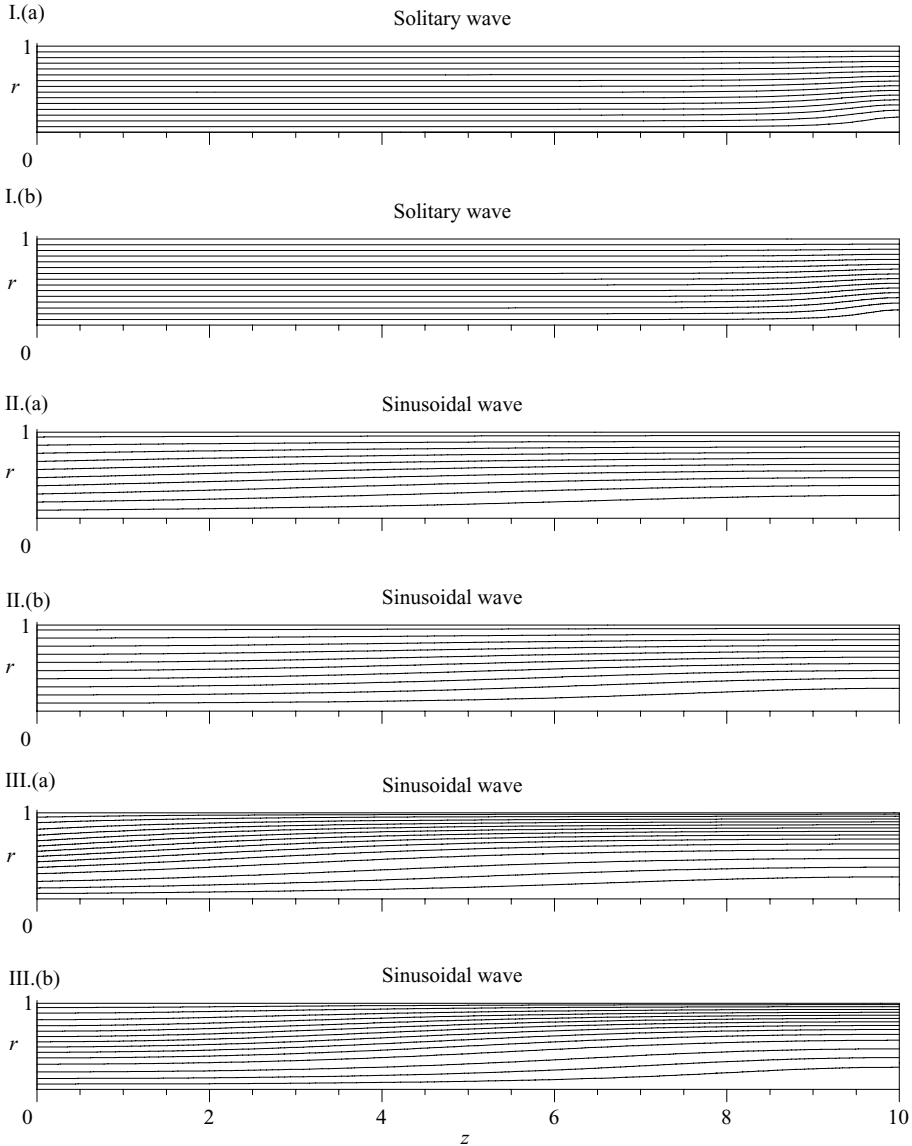 I.(a)
Solitary wave
1
r
0
I.(b)
Solitary wave
1
r
0
II.(a)
Sinusoidal wave
1
r
0
II.(b)
Sinusoidal wave
1
r
0
III.(a)
Sinusoidal wave
1
r
0
III.(b)
Sinusoidal wave
1
r
0 2 4 6 8 10
z